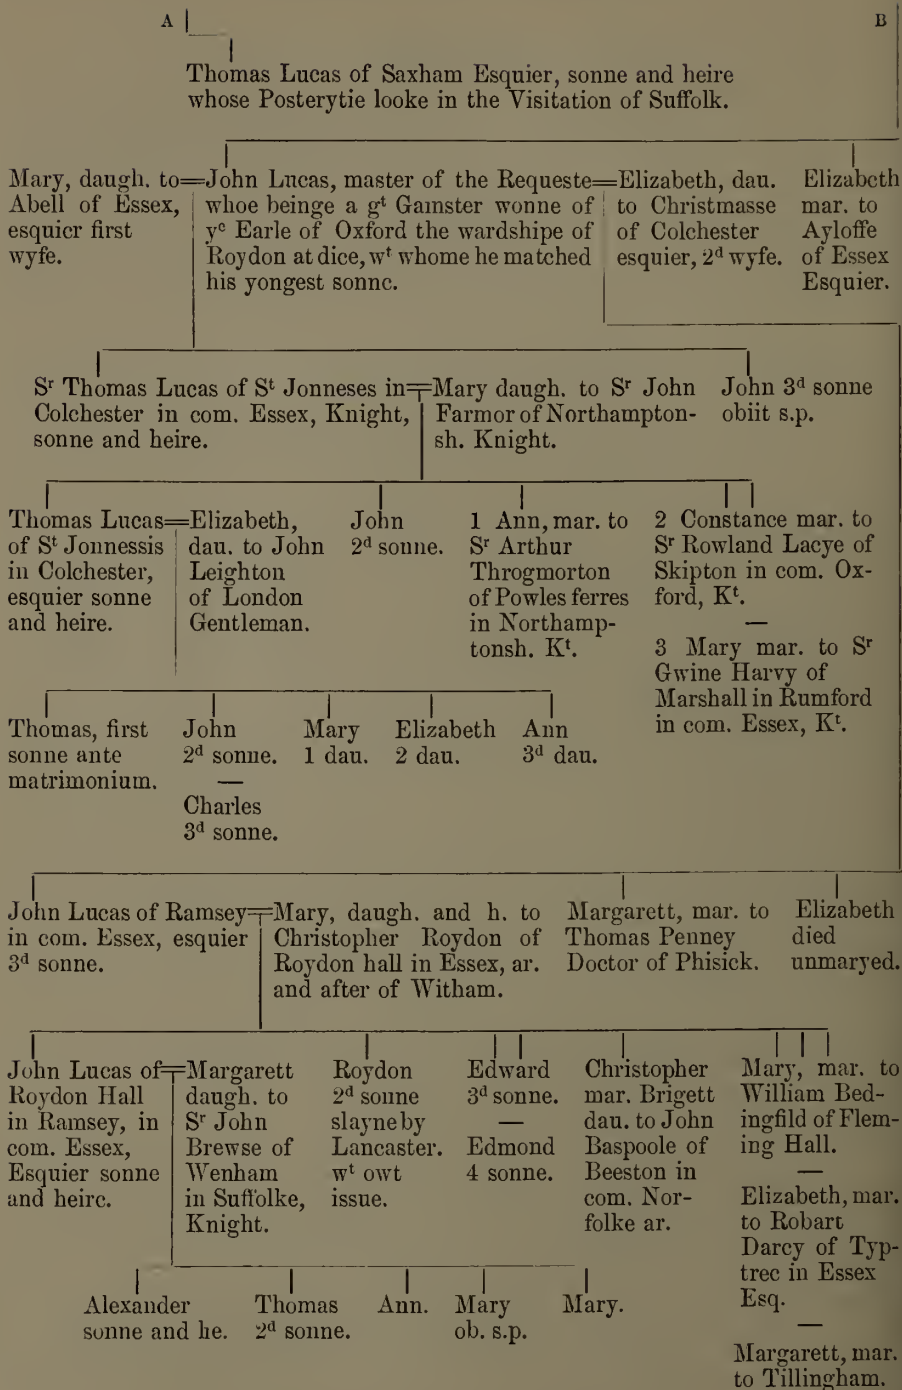 A B
Thomas Lucas of Saxham Esquier, sonne and heire
whose Posterytie looke in the Visitation of Suffolk.
Mary, daugh. to
Abell of Essex,
esquier first
wyfe.
John Lucas, master of the Requeste
whoe beinge a gᵗ Gamster wonne of
yᵉ Earle of Oxford the wardshipe of
Roydon at dice, wᵗ whome he matched
his yongest sonne.
Elizabeth, dau.
to Christmasse
of Colchester
esquier, 2ᵈ wyfe.
Elizabeth
mar. to
Ayloffe
of Essex
Esquier.
Sʳ Thomas Lucas of Sᵗ Jonneses in
Colchester in com. Essex, Knight,
sonne and heire.
Mary daugh. to Sʳ John
Farmor of Northampton-
sh. Knight.
John 3ᵈ sonne
obiit s.p.
Thomas Lucas
of Sᵗ Jonnessis
in Colchester,
esquier sonne
and heire.
Elizabeth,
dau. to John
Leighton
of London
Gentleman.
John
2ᵈ sonne.
1 Ann, mar. to
Sʳ Arthur
Throgmorton
of Powles ferres
in Northamp-
tonsh. Kᵗ.
2 Constance mar. to
Sʳ Rowland Lacye of
Skipton in com. Ox-
ford, Kᵗ.
—
3 Mary mar. to Sʳ
Gwine Harvy of
Marshall in Rumford
in com. Essex, Kᵗ.
Thomas, first
sonne ante
matrimonium.
John
2ᵈ sonne.
—
Charles
3ᵈ sonne.
Mary
1 dau.
Elizabeth
2 dau.
Ann
3ᵈ dau.
John Lucas of Ramsey
in com. Essex, esquier
3ᵈ sonne.
Mary, daugh. and h. to
Christopher Roydon of
Roydon hall in Essex, ar.
and after of Witham.
Margarett, mar. to
Thomas Penney
Doctor of Phisick.
Elizabeth
died
unmaryed.
John Lucas of
Roydon Hall
in Ramsey, in
com. Essex,
Esquier sonne
and heire.
Margarett
daugh. to
Sʳ John
Brewse of
Wenham
in Suffolke,
Knight.
Roydon
2ᵈ sonne
slayne by
Lancaster.
wᵗ owt
issue.
Edward
3ᵈ sonne.
—
Edmond
4 sonne.
Christopher
mar. Brigett
dau. to John
Baspoole of
Beeston in
com. Nor-
folke ar.
Mary, mar. to
William Bed-
ingfild of Flem-
ing Hall.
—
Elizabeth, mar.
to Robart
Darcy of Typ-
tree in Essex
Esq.
—
Margarett, mar.
to Tillingham.
Alexander
sonne and he.
Thomas
2ᵈ sonne.
Ann.
Mary
ob. s.p.
Mary.